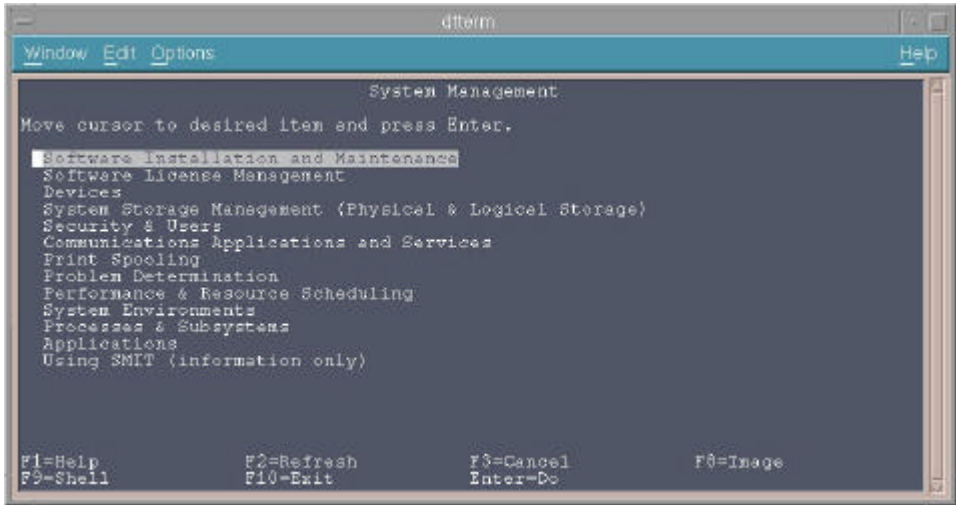 dtterm
Window Edit Options Help
System Management
Move cursor to desired item and press Enter.
Software Installation and Maintenance
Software License Management
Devices
System Storage Management (Physical & Logical Storage)
Security & Users
Communications Applications and Services
Print Spooling
Problem Determination
Performance & Resource Scheduling
System Environments
Processes & Subsystems
Applications
Using SMIT (information only)
F1=Help F2=Refresh F3=Cancel F8=Image
F9=Shell F10=Exit Enter=Do